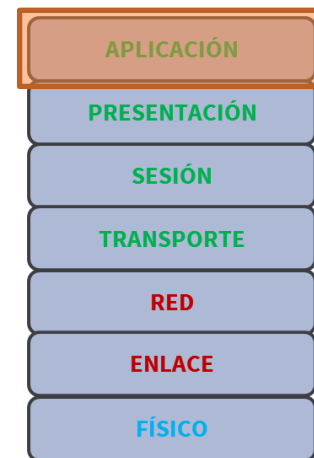 APLICACIÓN
PRESENTACIÓN
SESIÓN
TRANSPORTE
RED
ENLACE
FÍSICO